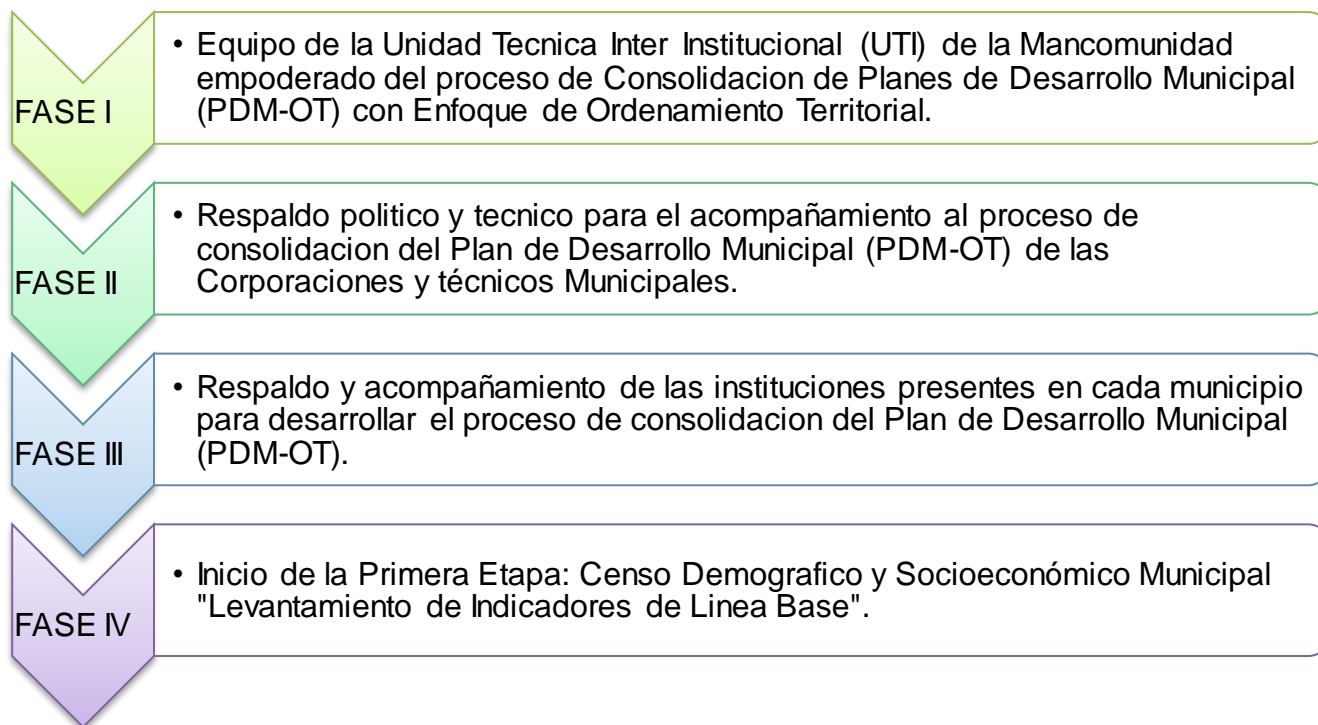 FASE I
• Equipo de la Unidad Tecnica Inter Institucional (UTI) de la Mancomunidad
empoderado del proceso de Consolidacion de Planes de Desarrollo Municipal
(PDM-OT) con Enfoque de Ordenamiento Territorial.
FASE II
• Respaldo politico y tecnico para el acompañamiento al proceso de
consolidacion del Plan de Desarrollo Municipal (PDM-OT) de las
Corporaciones y técnicos Municipales.
FASE III
• Respaldo y acompañamiento de las instituciones presentes en cada municipio
para desarrollar el proceso de consolidacion del Plan de Desarrollo Municipal
(PDM-OT).
FASE IV
• Inicio de la Primera Etapa: Censo Demografico y Socioeconómico Municipal
"Levantamiento de Indicadores de Linea Base".